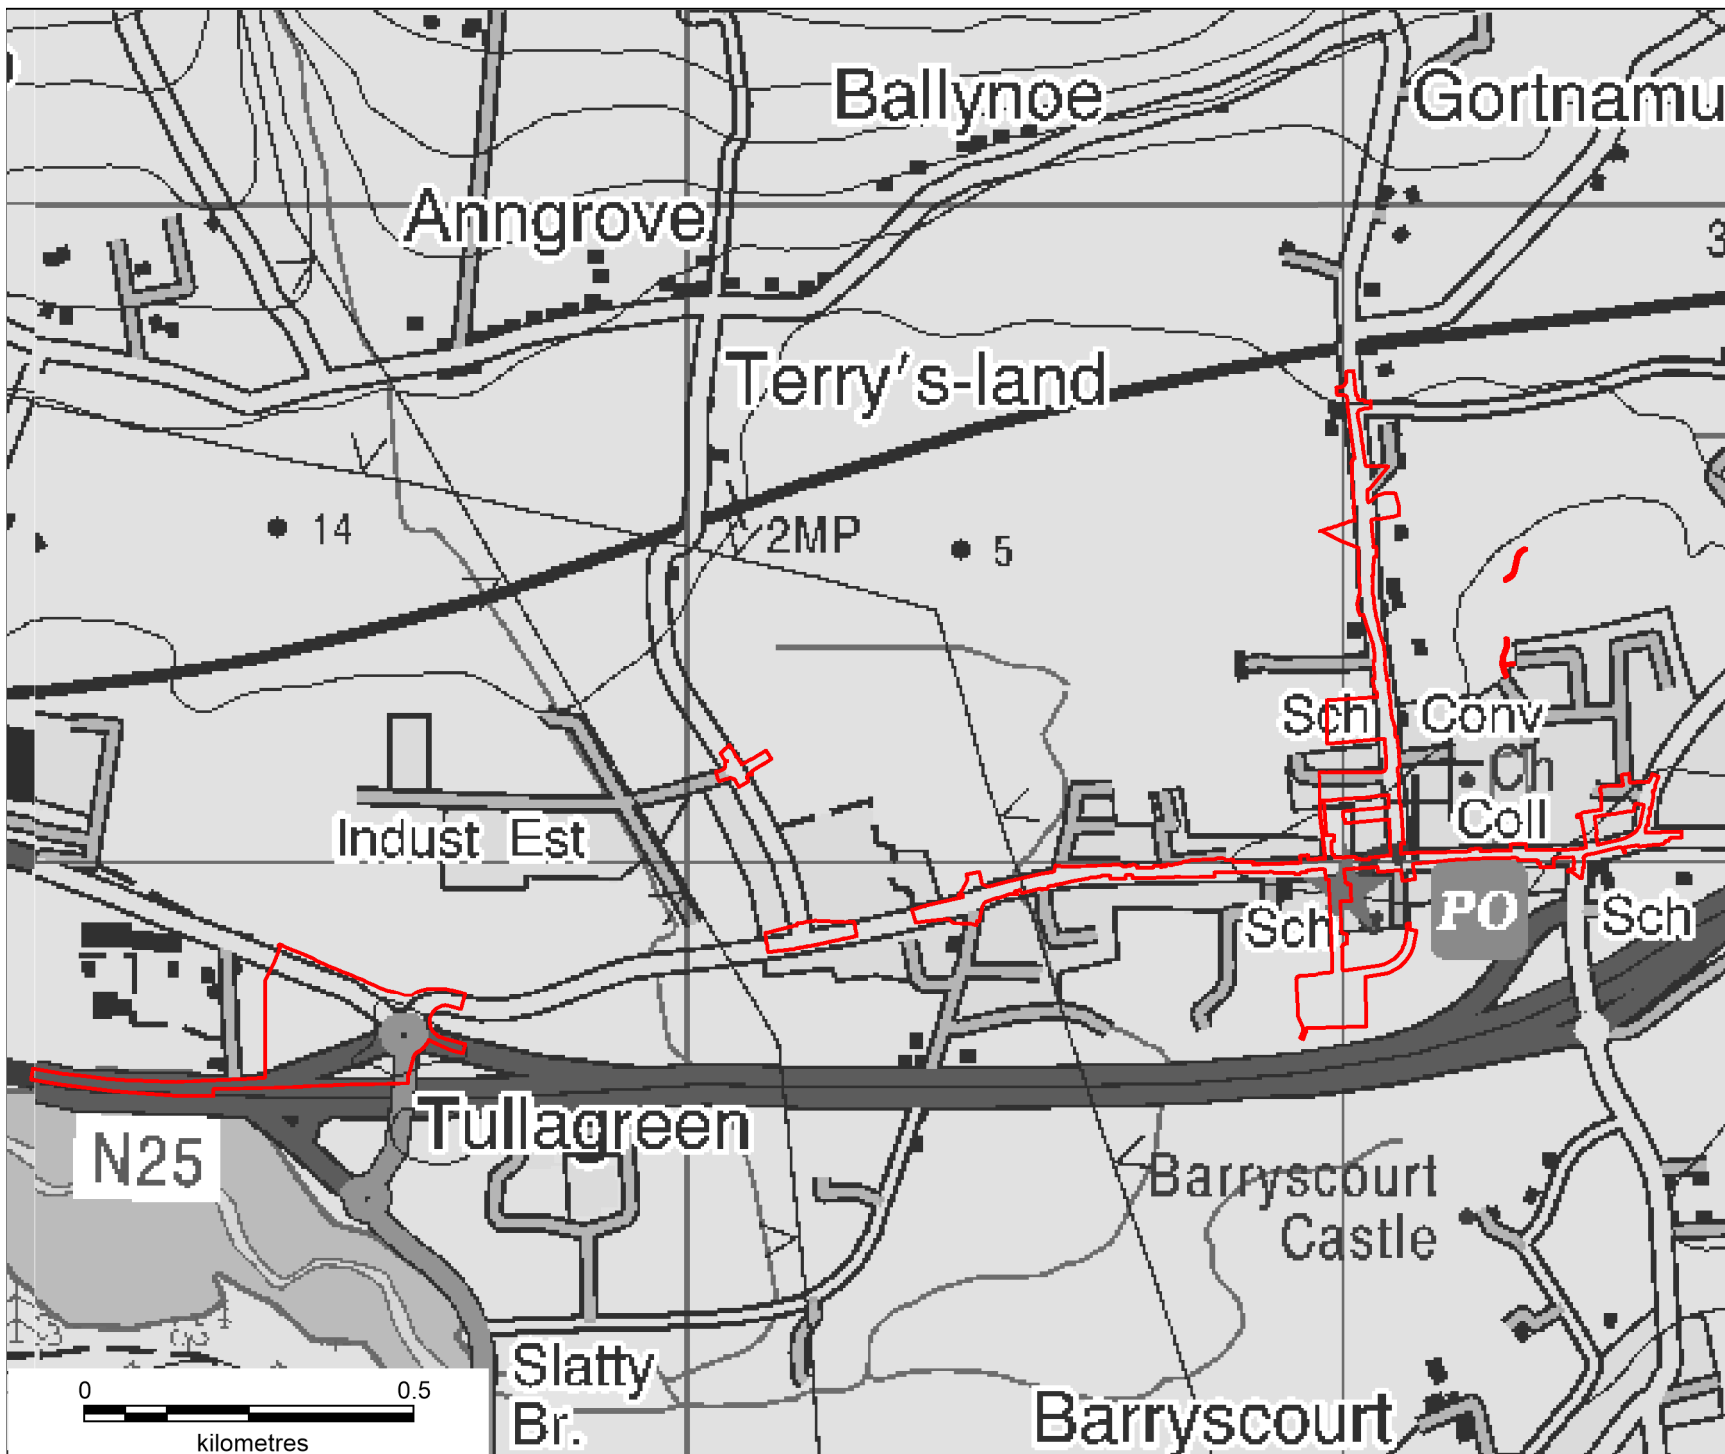 Ballynoe
Gortnamu
Anngrove
3
Terry's-land
14
2MP
5
Sch
Conv
Ch
Indust Est
Coll
PO
Sch
Sch
Tullagreen
N25
Barryscourt
Castle
Slatty
Br.
Barryscourt
0
0.5
kilometres